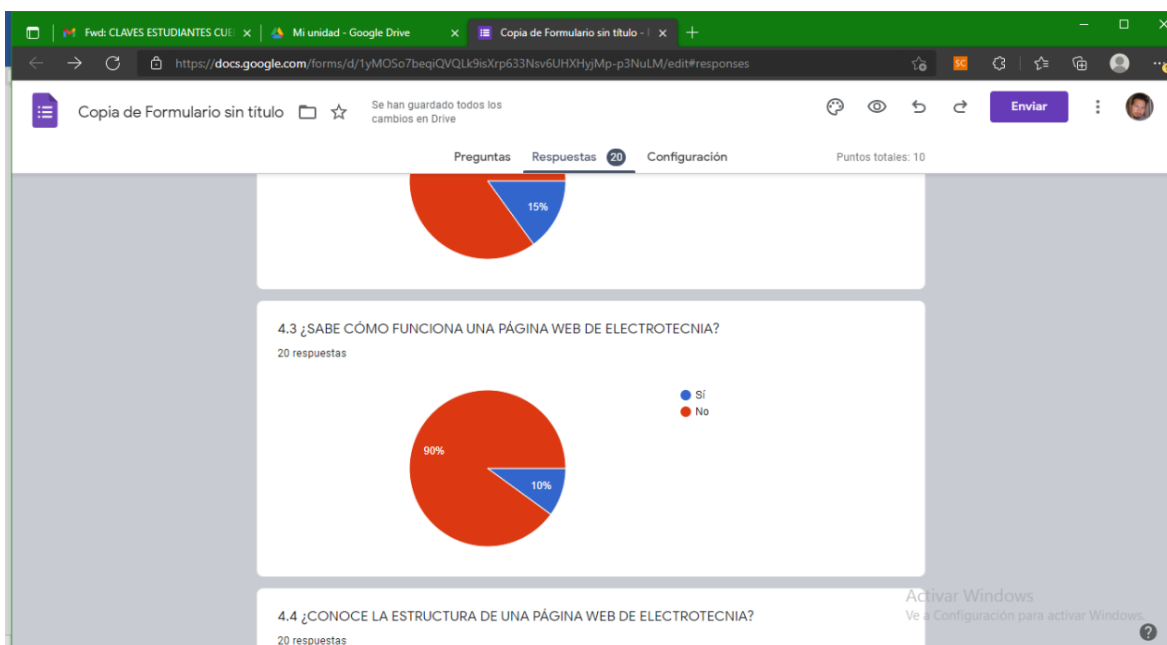 Fwd: CLAVES ESTUDIANTES CUE
Mi unidad - Google Drive
Copia de Formulario sin título -
https://docs.google.com/forms/d/1yMOSo7beqiQVQLk9isXrp633Nsv6UHXHyjMp-p3NuLM/edit#responses
SC
Copia de Formulario sin título
Se han guardado todos los
cambios en Drive
Enviar
Preguntas Respuestas 20 Configuración
Puntos totales: 10
15%
4.3 ¿SABE CÓMO FUNCIONA UNA PÁGINA WEB DE ELECTROTECNIA?
20 respuestas
Sí
No
90%
10%
4.4 ¿CONOCE LA ESTRUCTURA DE UNA PÁGINA WEB DE ELECTROTECNIA?
20 respuestas
Activar Windows
Ve a Configuración para activar Windows.